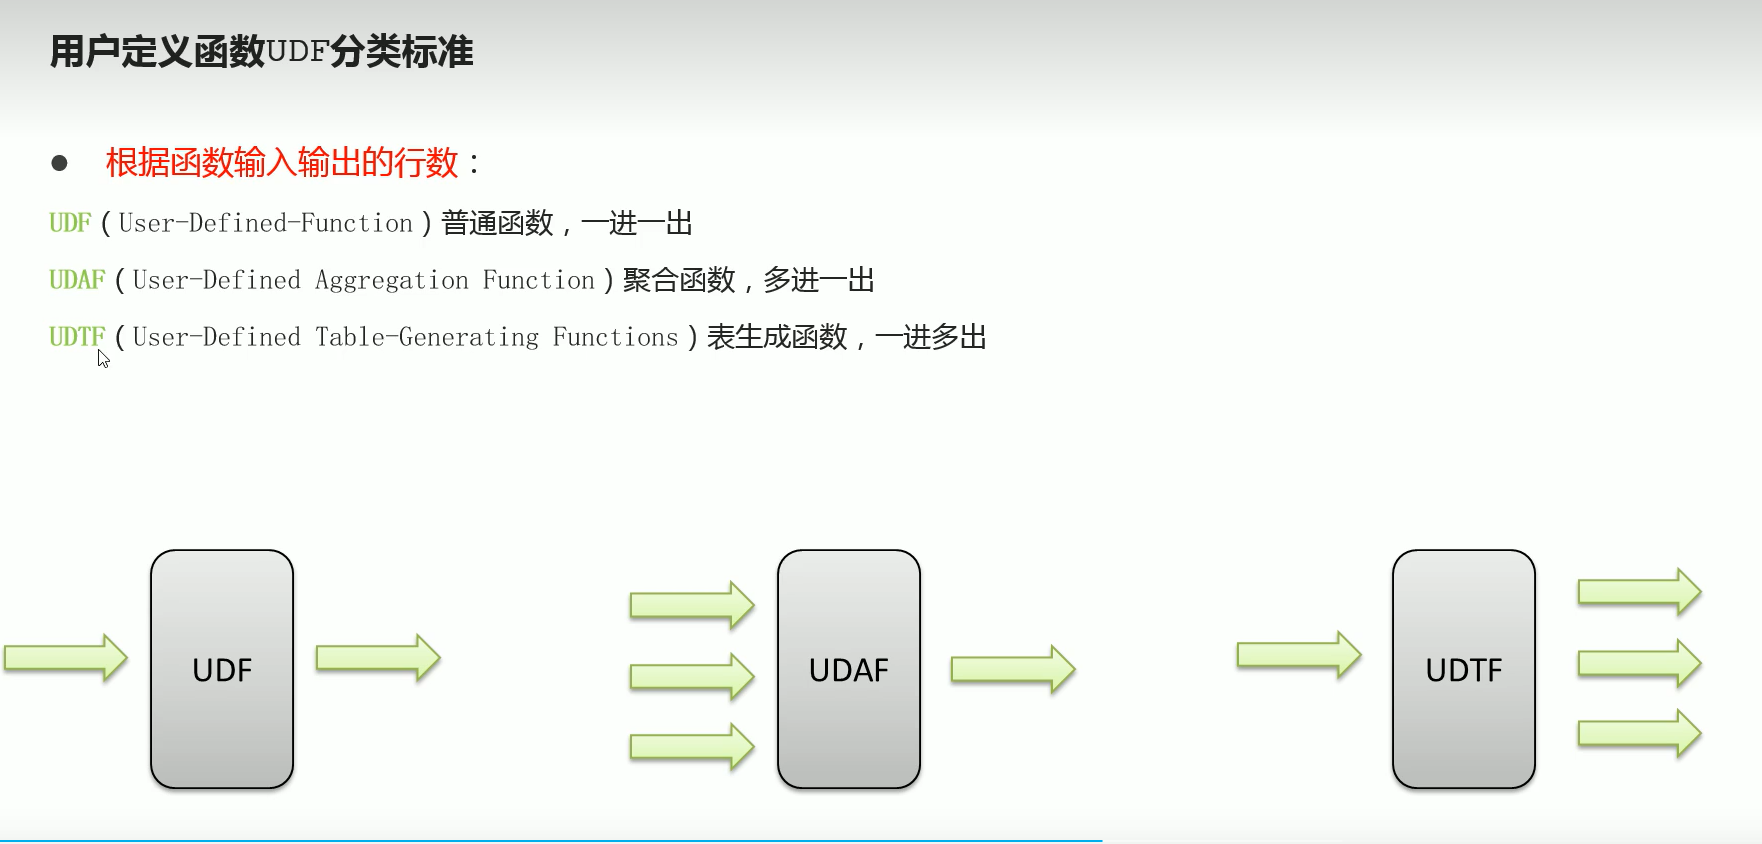 用户定义函数UDF分类标准
● 根据函数输入输出的行数：
UDF（User-Defined-Function）普通函数，一进一出
UDAF（User-Defined Aggregation Function）聚合函数，多进一出
UDTF（User-Defined Table-Generating Functions）表生成函数，一进多出
UDF
UDAF
UDTF